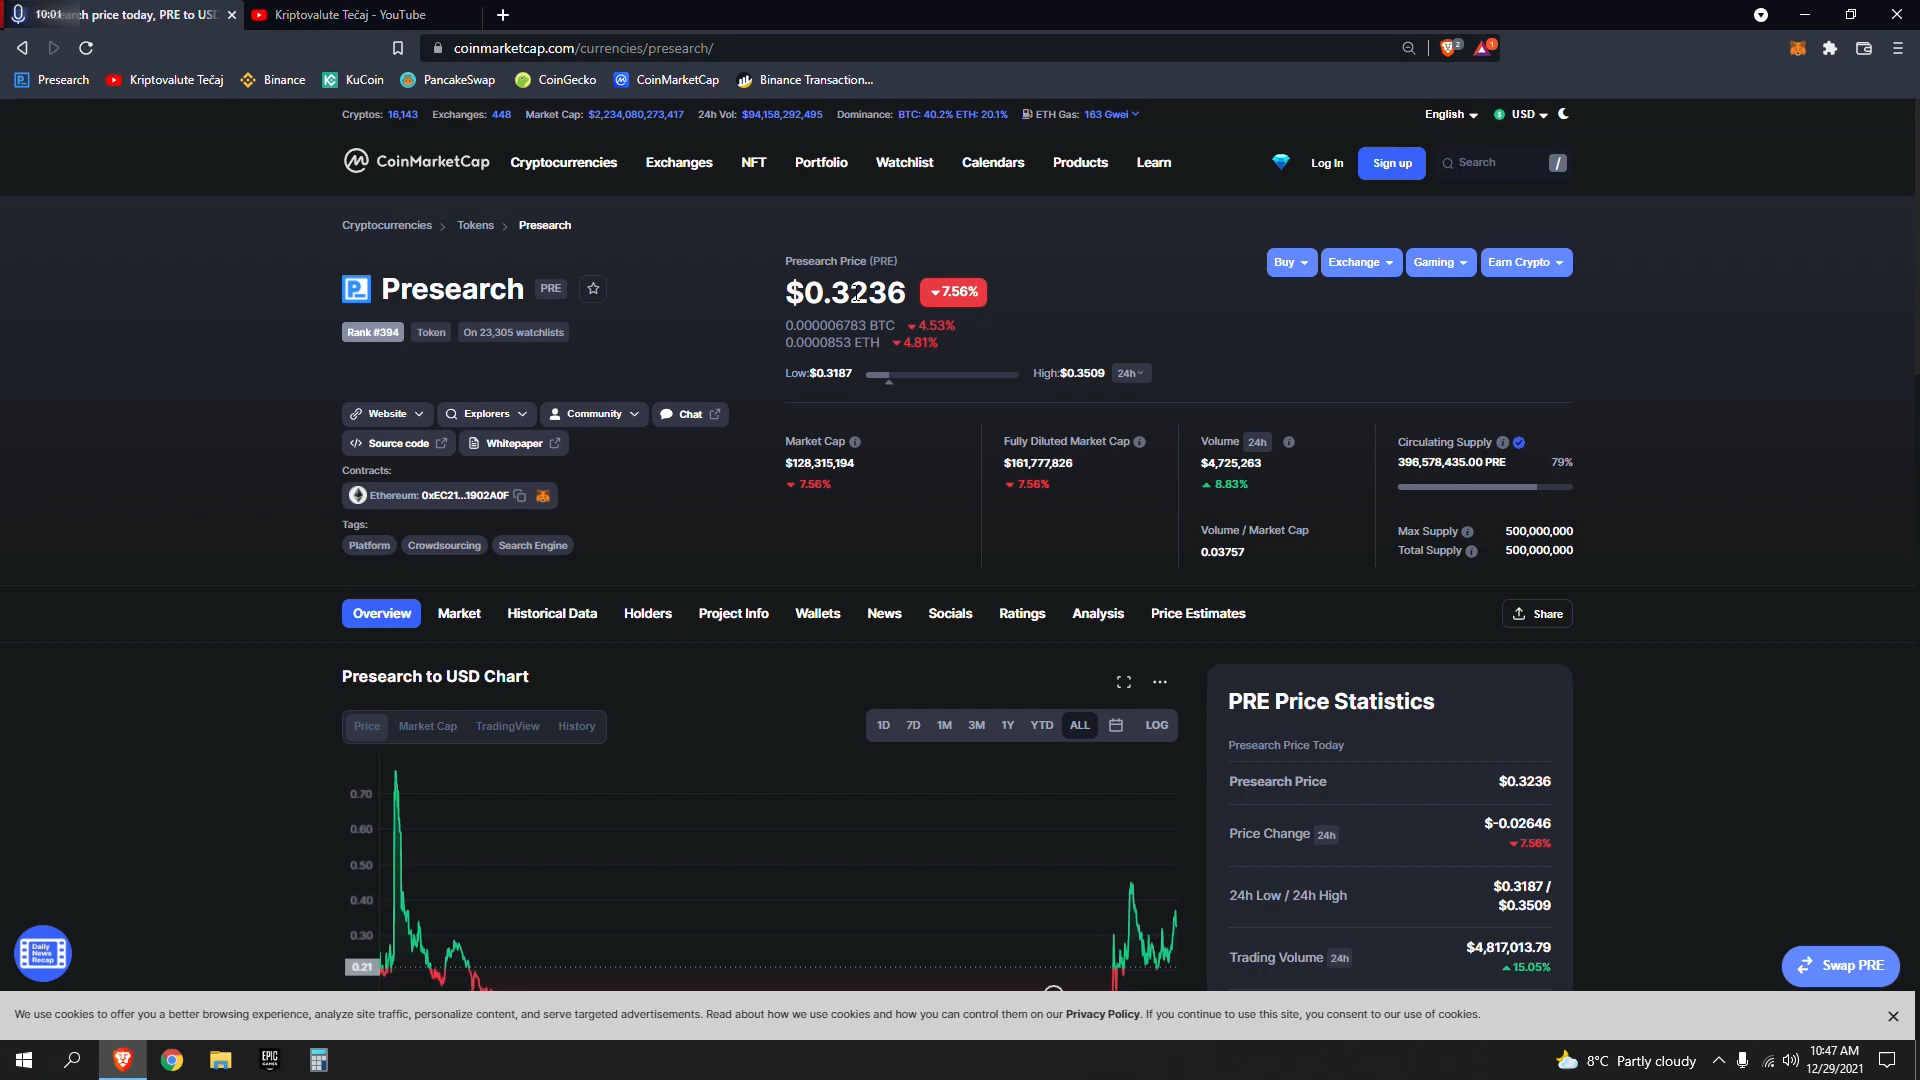 10:01
ch price today, PRE to US
Kriptovalute Tečaj - YouTube
coinmarketcap.com/currencies/presearch/
2
1
Presearch
Kriptovalute Tečaj
Binance
KuCoin
PancakeSwap
CoinGecko
CoinMarketCap
Binance Transaction...
Cryptos: 16,143 Exchanges: 448 Market Cap: $2,234,080,273,417 24h Vol: $94,158,292,495 Dominance: BTC: 40.2% ETH: 20.1% ETH Gas: 163 Gwei
English
USD
CoinMarketCap
Cryptocurrencies
Exchanges
NFT
Portfolio
Watchlist
Calendars
Products
Learn
Log In
Sign up
Search
/
Cryptocurrencies > Tokens > Presearch
Presearch PRE
Rank #394
Token
On 23,305 watchlists
Presearch Price (PRE)
$0.3236
7.56%
0.000006783 BTC 4.53%
0.0000853 ETH 4.81%
Low:$0.3187
High:$0.3509
24h
Buy
Exchange
Gaming
Earn Crypto
Website
Explorers
Community
Chat
Source code
Whitepaper
Contracts:
Ethereum: 0xEC21...1902A0F
Tags:
Platform
Crowdsourcing
Search Engine
Market Cap
$128,315,194
7.56%
Fully Diluted Market Cap
$161,777,826
7.56%
Volume 24h
$4,725,263
8.83%
Volume / Market Cap
0.03757
Circulating Supply
396,578,435.00 PRE 79%
Max Supply 500,000,000
Total Supply 500,000,000
Overview
Market
Historical Data
Holders
Project Info
Wallets
News
Socials
Ratings
Analysis
Price Estimates
Share
Presearch to USD Chart
Price
Market Cap
TradingView
History
1D
7D
1M
3M
1Y
YTD
ALL
LOG
0.70
0.60
0.50
0.40
0.30
0.21
PRE Price Statistics
Presearch Price Today
Presearch Price $0.3236
Price Change 24h
$-0.02646
7.56%
24h Low / 24h High
$0.3187 /
$0.3509
Trading Volume 24h
$4,817,013.79
15.05%
Daily
News
Recap
Swap PRE
We use cookies to offer you a better browsing experience, analyze site traffic, personalize content, and serve targeted advertisements. Read about how we use cookies and how you can control them on our Privacy Policy. If you continue to use this site, you consent to our use of cookies.
EPIC
GAMES
8°C Partly cloudy
10:47 AM
12/29/2021